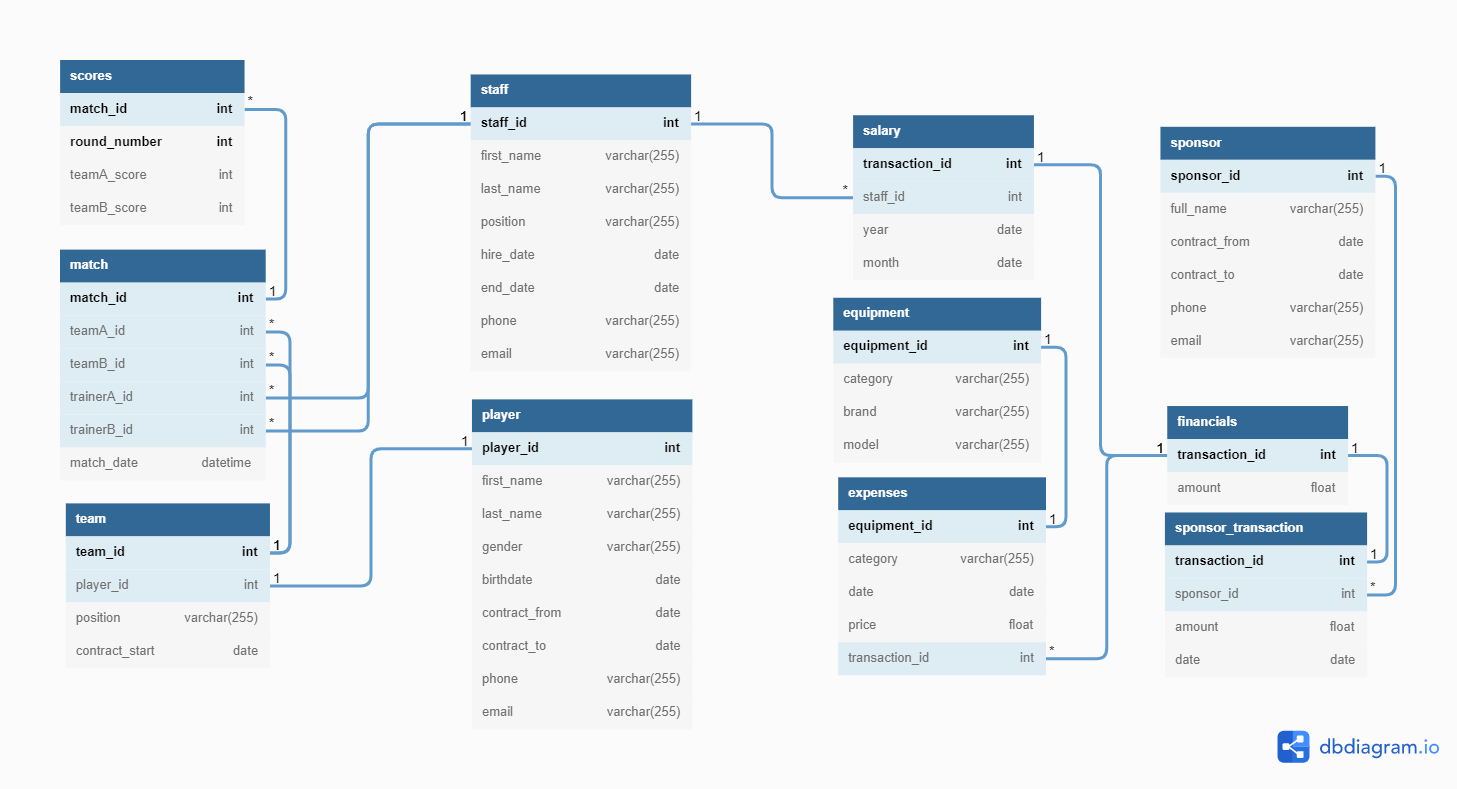 scores
match_id int
round_number int
teamA_score int
teamB_score int
*
match
match_id int
teamA_id int
teamB_id int
trainerA_id int
trainerB_id int
match_date datetime
1
*
*
*
*
team
team_id int
player_id int
position varchar(255)
contract_start date
1
1
staff
1 staff_id int 1
first_name varchar(255)
last_name varchar(255)
position varchar(255)
hire_date date
end_date date
phone varchar(255)
email varchar(255)
player
1 player_id int
first_name varchar(255)
last_name varchar(255)
gender varchar(255)
birthdate date
contract_from date
contract_to date
phone varchar(255)
email varchar(255)
salary
transaction_id int 1
* staff_id int
year date
month date
equipment
equipment_id int 1
category varchar(255)
brand varchar(255)
model varchar(255)
expenses
equipment_id int 1
category varchar(255)
date date
price float
transaction_id int *
sponsor
sponsor_id int 1
full_name varchar(255)
contract_from date
contract_to date
phone varchar(255)
email varchar(255)
financials
1 transaction_id int 1
amount float
sponsor_transaction
transaction_id int 1
sponsor_id int *
amount float
date date
dbdiagram.io